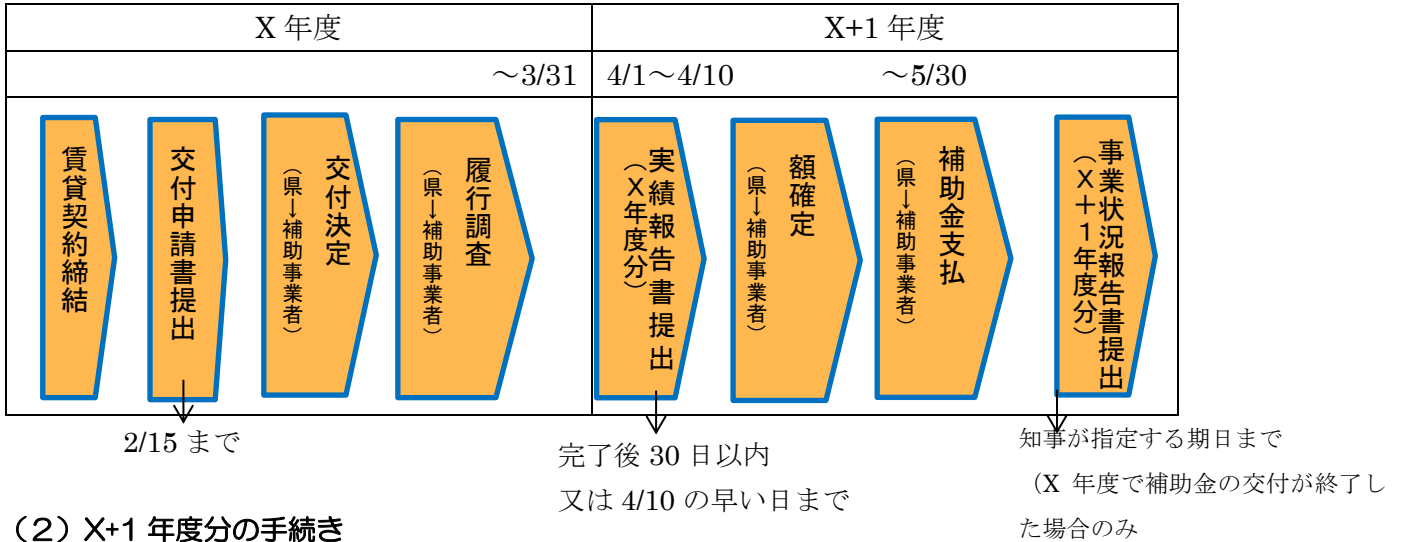 X 年度
X+1 年度
～3/31
4/1～4/10
～5/30
賃貸契約締結
交付申請書提出
交付決定
（県→補助事業者）
履行調査
（県→補助事業者）
実績報告書提出
（X年度分）
額確定
（県→補助事業者）
補助金支払
（県→補助事業者）
事業状況報告書提出
（X＋1年度分）
2/15 まで
完了後 30 日以内
又は 4/10 の早い日まで
知事が指定する期日まで
（X 年度で補助金の交付が終了し
た場合のみ
（２）X+1 年度分の手続き